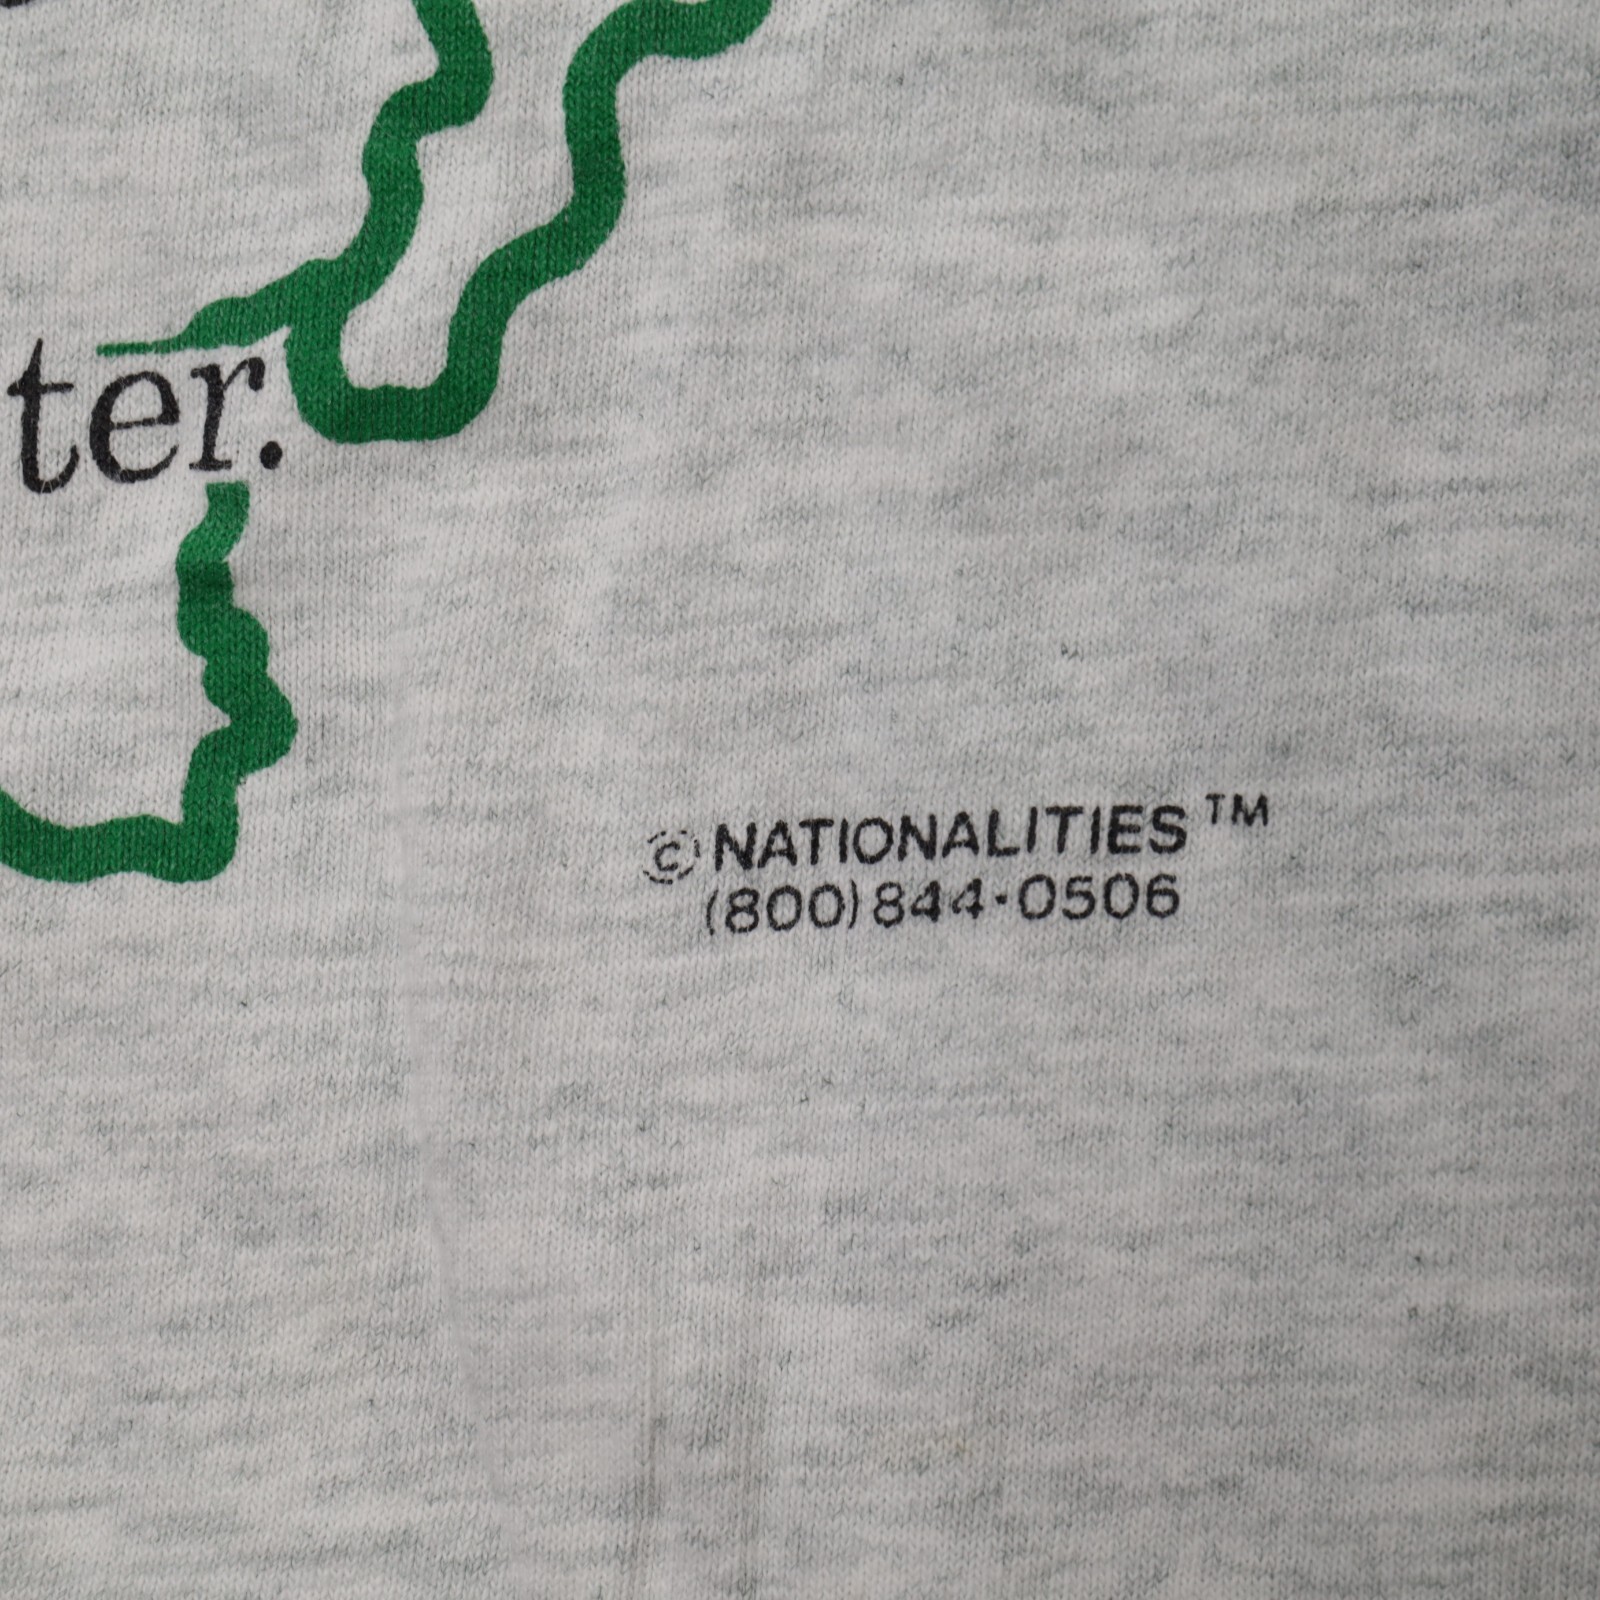 ter.
© NATIONALITIES™
(800) 844·0506